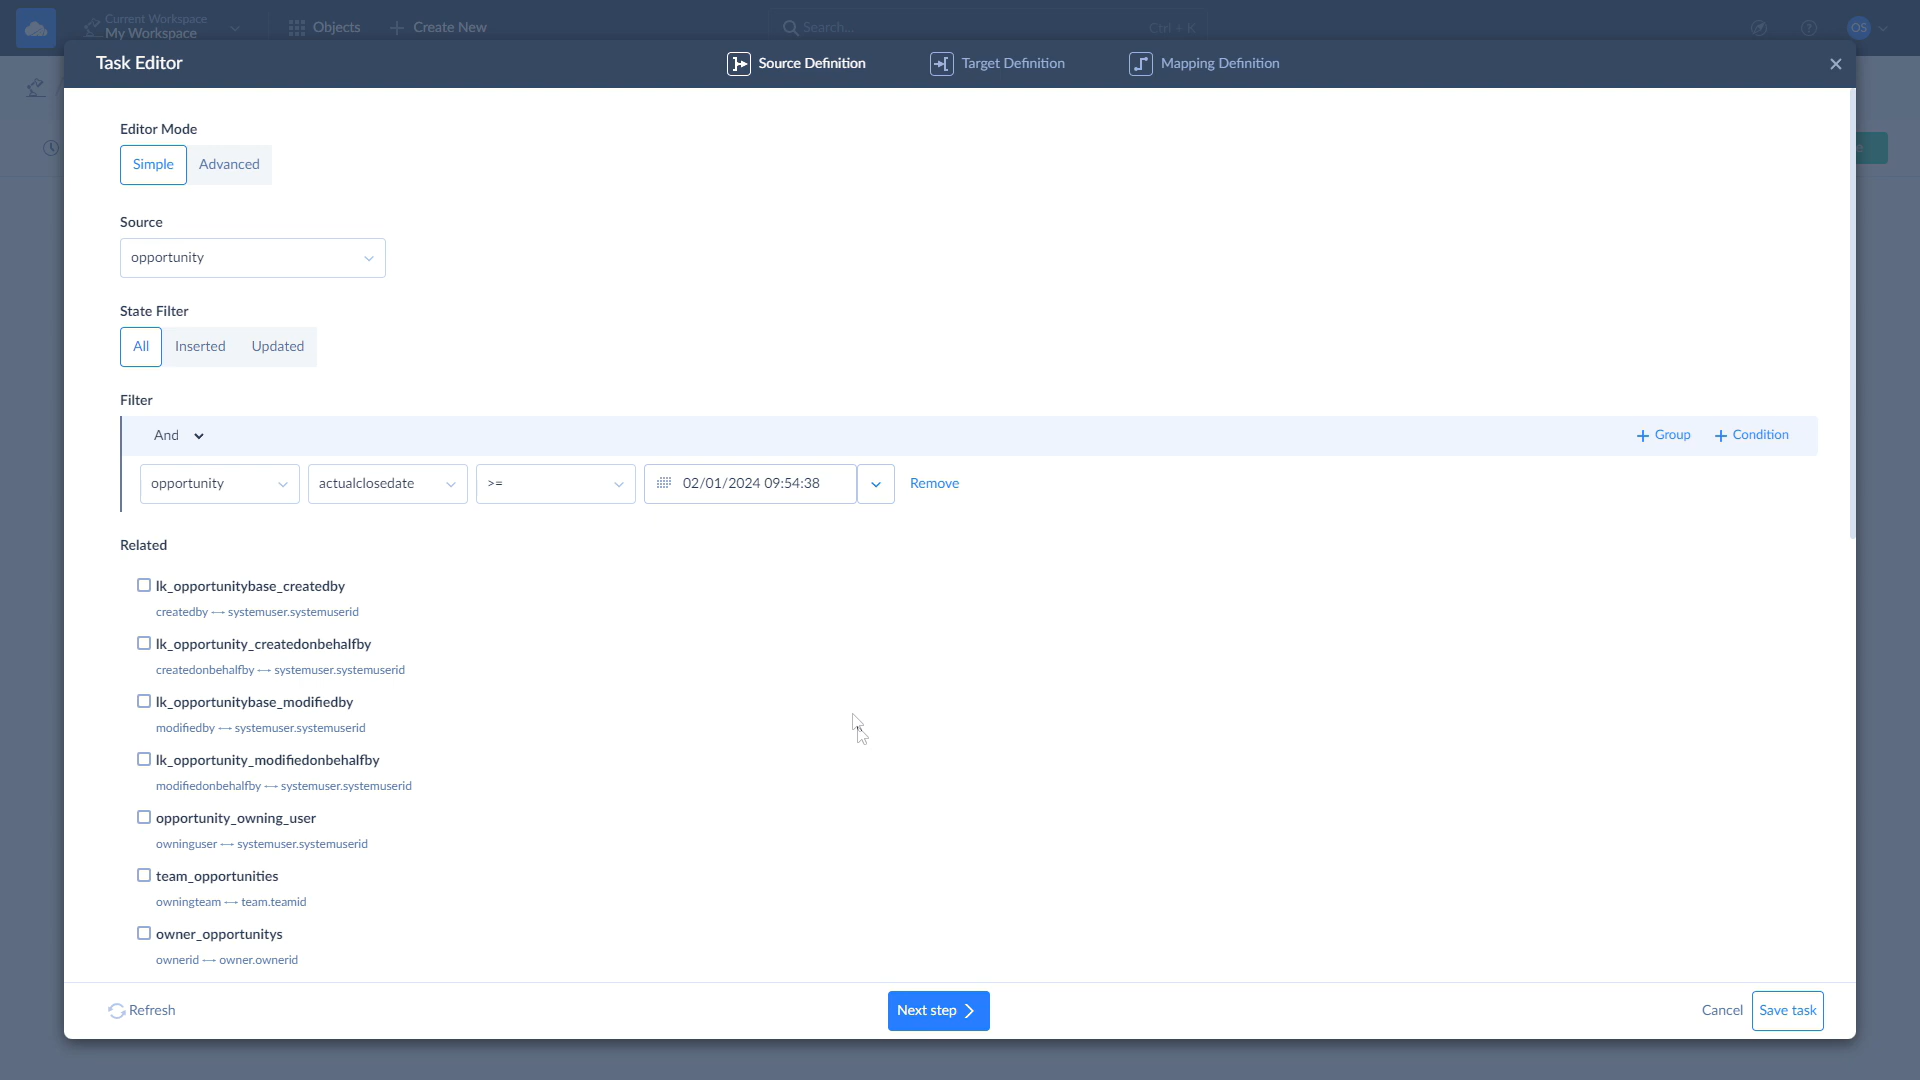 Current Workspace
My Workspace
Objects
Create New
Search...
Ctrl + K
OS
Task Editor
Source Definition
Target Definition
Mapping Definition
Editor Mode
Simple
Advanced
Source
opportunity
State Filter
All
Inserted
Updated
Filter
And
Group
Condition
opportunity
actualclosedate
>=
02/01/2024 09:54:38
Remove
Related
lk_opportunitybase_createdby
createdby ⟷ systemuser.systemuserid
lk_opportunity_createdonbehalfby
createdonbehalfby ⟷ systemuser.systemuserid
lk_opportunitybase_modifiedby
modifiedby ⟷ systemuser.systemuserid
lk_opportunity_modifiedonbehalfby
modifiedonbehalfby ⟷ systemuser.systemuserid
opportunity_owning_user
owninguser ⟷ systemuser.systemuserid
team_opportunities
owningteam ⟷ team.teamid
owner_opportunitys
ownerid ⟷ owner.ownerid
Refresh
Next step
Cancel
Save task